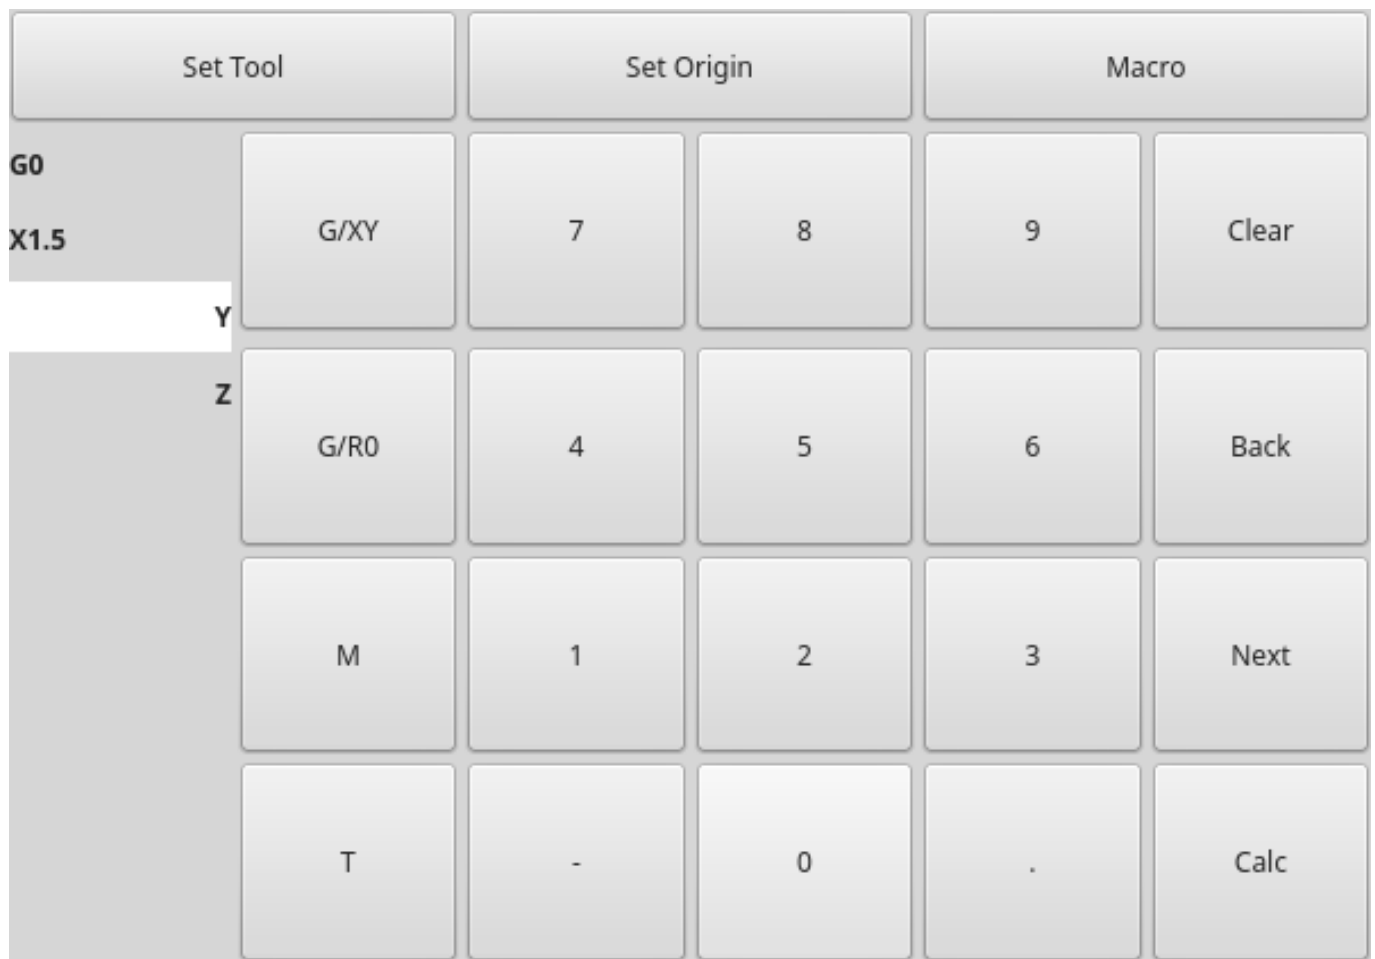 Set Tool Set Origin Macro
G0
X1.5
Y
Z
G/XY 7 8 9 Clear
G/R0 4 5 6 Back
M 1 2 3 Next
T - 0 . Calc